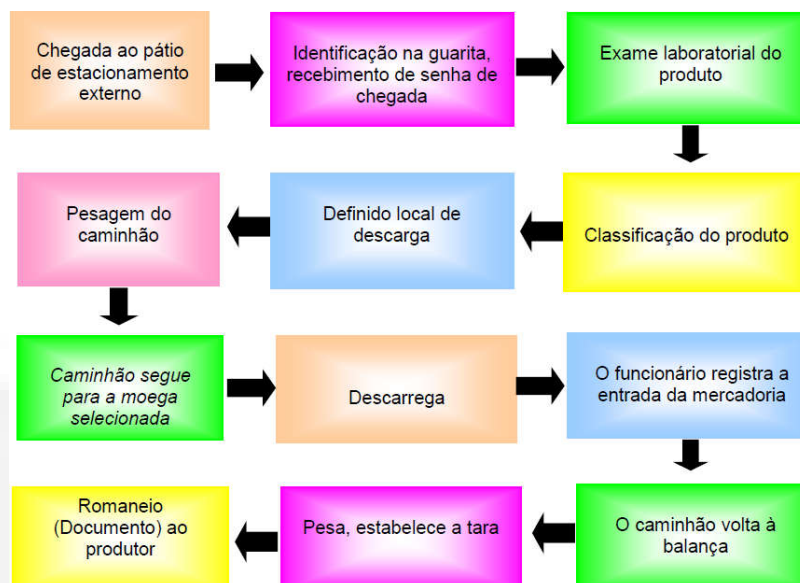 Chegada ao pátio
de estacionamento
externo
Identificação na guarita,
recebimento de senha de
chegada
Exame laboratorial do
produto
Classificação do produto
Definido local de
descarga
Pesagem do
caminhão
Caminhão segue
para a moega
selecionada
Descarrega
O funcionário registra a
entrada da mercadoria
O caminhão volta à
balança
Pesa, estabelece a tara
Romaneio
(Documento) ao
produtor